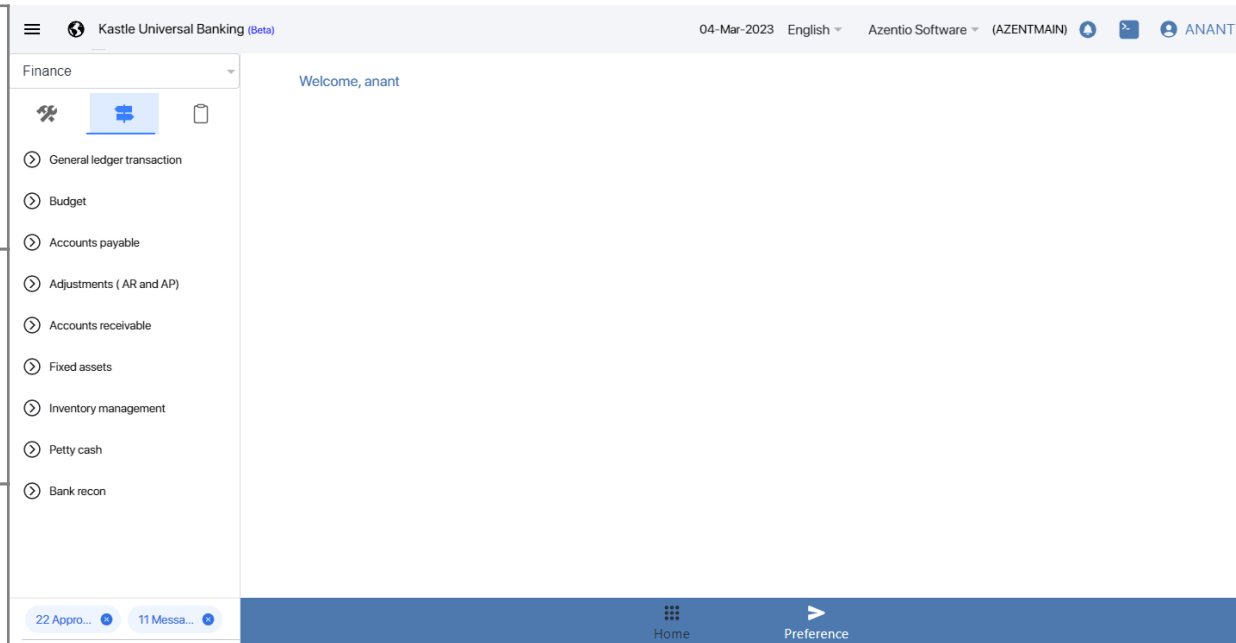 Kastle Universal Banking (Beta)
04-Mar-2023 English Azentio Software (AZENTMAIN) ANANT
Finance
Welcome, anant
General ledger transaction
Budget
Accounts payable
Adjustments ( AR and AP)
Accounts receivable
Fixed assets
Inventory management
Petty cash
Bank recon
22 Appro... 11 Messa...
Home Preference